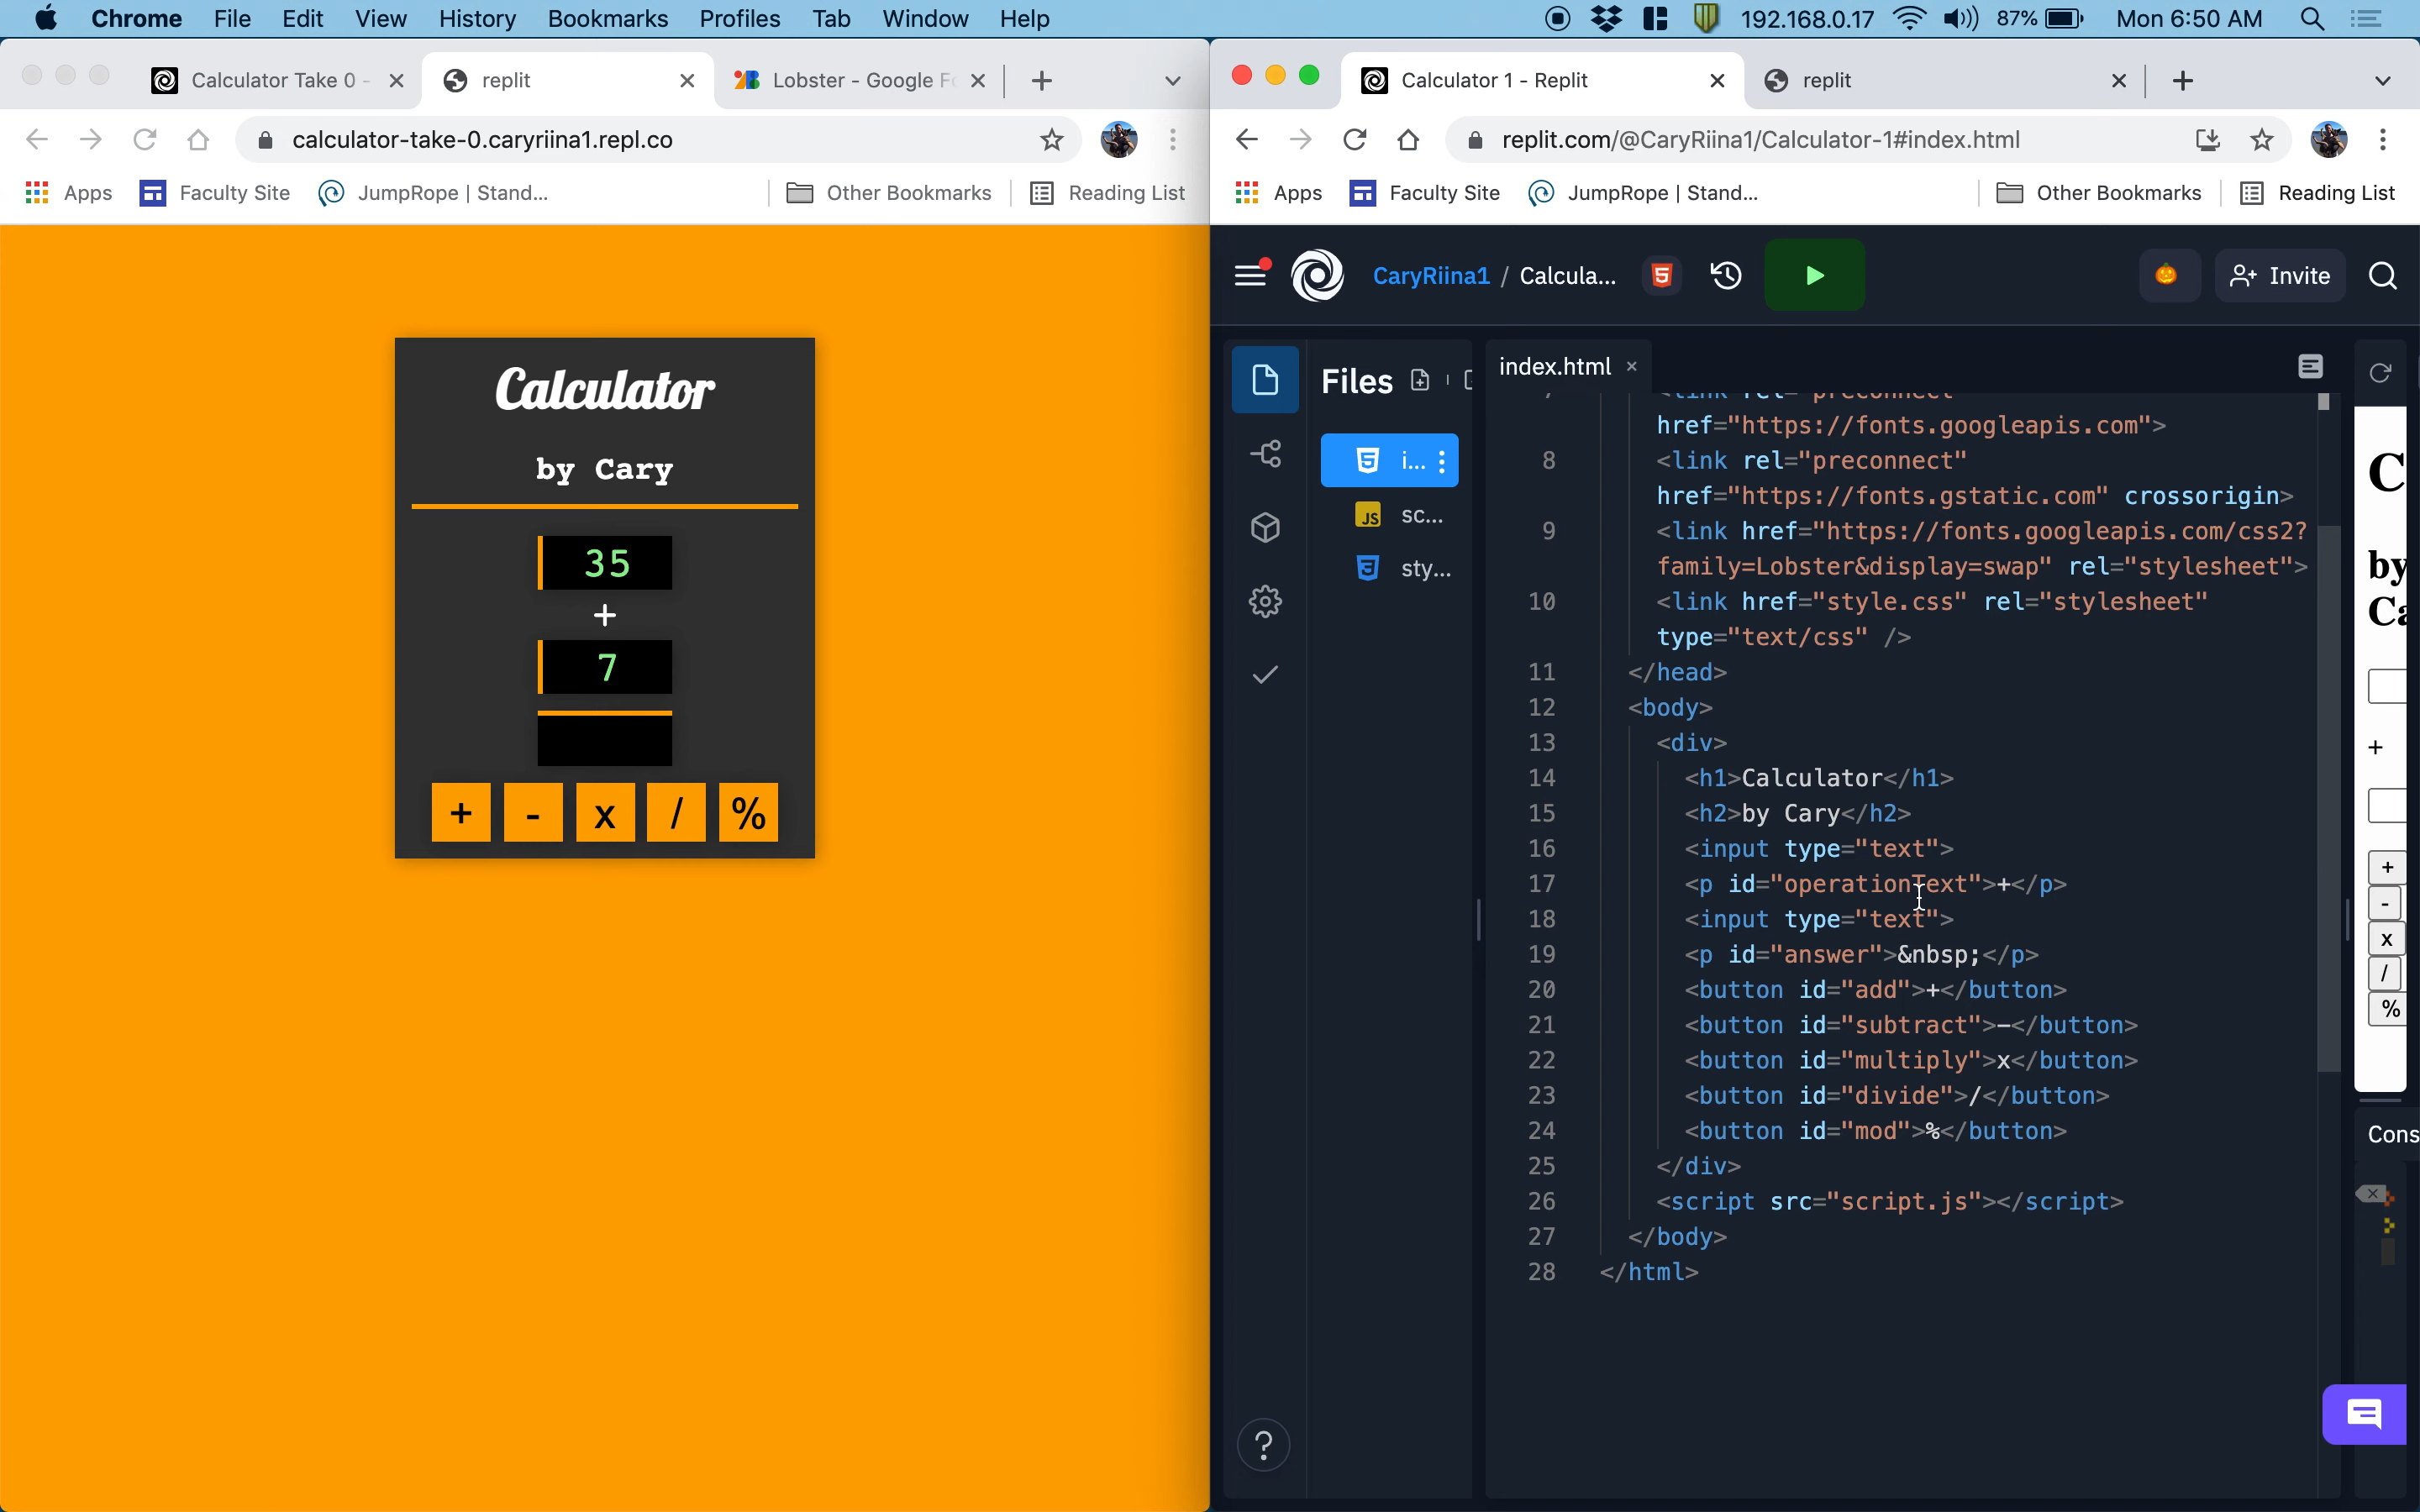 Chrome File Edit View History Bookmarks Profiles Tab Window Help 192.168.0.17 87% Mon 6:50 AM
Calculator Take 0 -
replit
Lobster - Google Fo
calculator-take-0.caryriina1.repl.co
Apps Faculty Site JumpRope | Stand... Other Bookmarks Reading List
Calculator
by Cary
35
+
7
+ - x / %
Calculator 1 - Replit
replit
replit.com/@CaryRiina1/Calculator-1#index.html
Apps Faculty Site JumpRope | Stand... Other Bookmarks Reading List
CaryRiina1 / Calcula... Invite
Files
i...
JS sc...
sty...
index.html ×
7 <link rel="preconnect"
href="https://fonts.googleapis.com">
8 <link rel="preconnect"
href="https://fonts.gstatic.com" crossorigin>
9 <link href="https://fonts.googleapis.com/css2?
family=Lobster&display=swap" rel="stylesheet">
10 <link href="style.css" rel="stylesheet"
type="text/css" />
11 </head>
12 <body>
13 <div>
14 <h1>Calculator</h1>
15 <h2>by Cary</h2>
16 <input type="text">
17 <p id="operationText">+</p>
18 <input type="text">
19 <p id="answer">&nbsp;</p>
20 <button id="add">+</button>
21 <button id="subtract">-</button>
22 <button id="multiply">x</button>
23 <button id="divide">/</button>
24 <button id="mod">%</button>
25 </div>
26 <script src="script.js"></script>
27 </body>
28 </html>
C
by
Ca
+
+
-
x
/
%
Cons
?